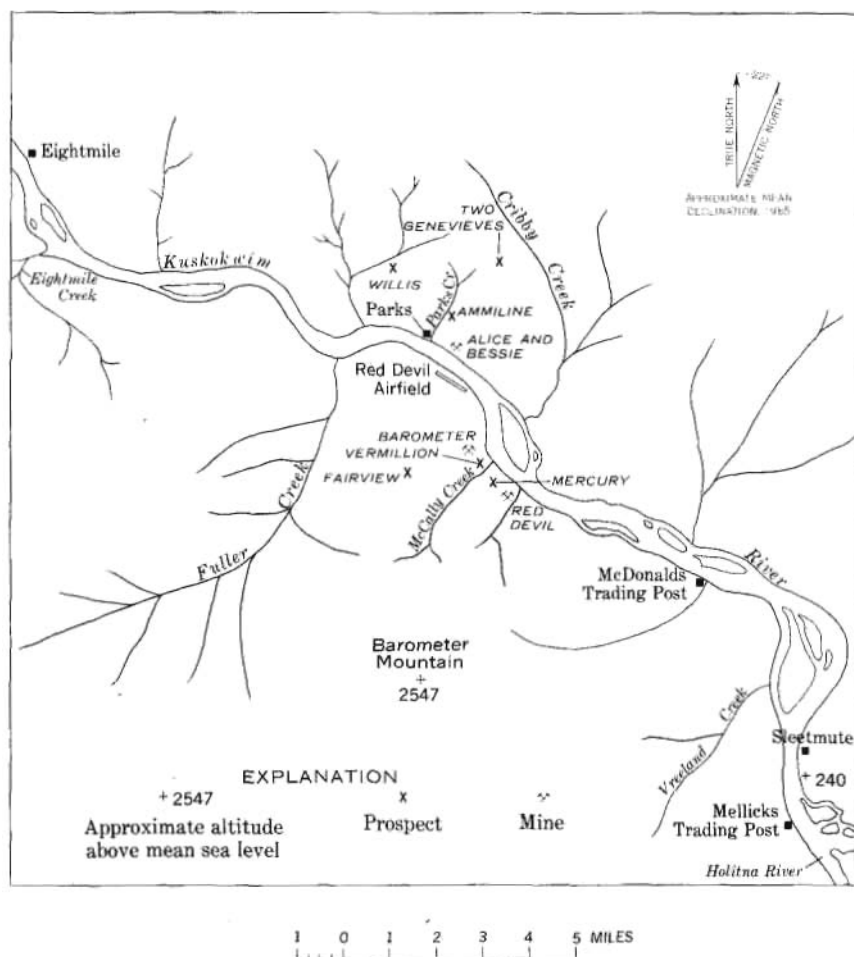 22°
TRUE NORTH
MAGNETIC NORTH
APPROXIMATE MEAN
DECLINATION, 1965
Eightmile
Cribby
Creek
TWO
GENEVIEVES
Kuskokwim
Eightmile
Creek
WILLIS
Parks Cr
Parks
AMMILINE
ALICE AND
BESSIE
Red Devil
Airfield
BAROMETER
VERMILLION
FAIRVIEW
MERCURY
McCally Creek
RED
DEVIL
Creek
Fuller
River
McDonalds
Trading Post
Barometer
Mountain
2547
Creek
Vreeland
Sleetmute
240
EXPLANATION
2547
Approximate altitude
above mean sea level
Prospect
Mine
Mellicks
Trading Post
Holitna River
1 0 1 2 3 4 5 MILES